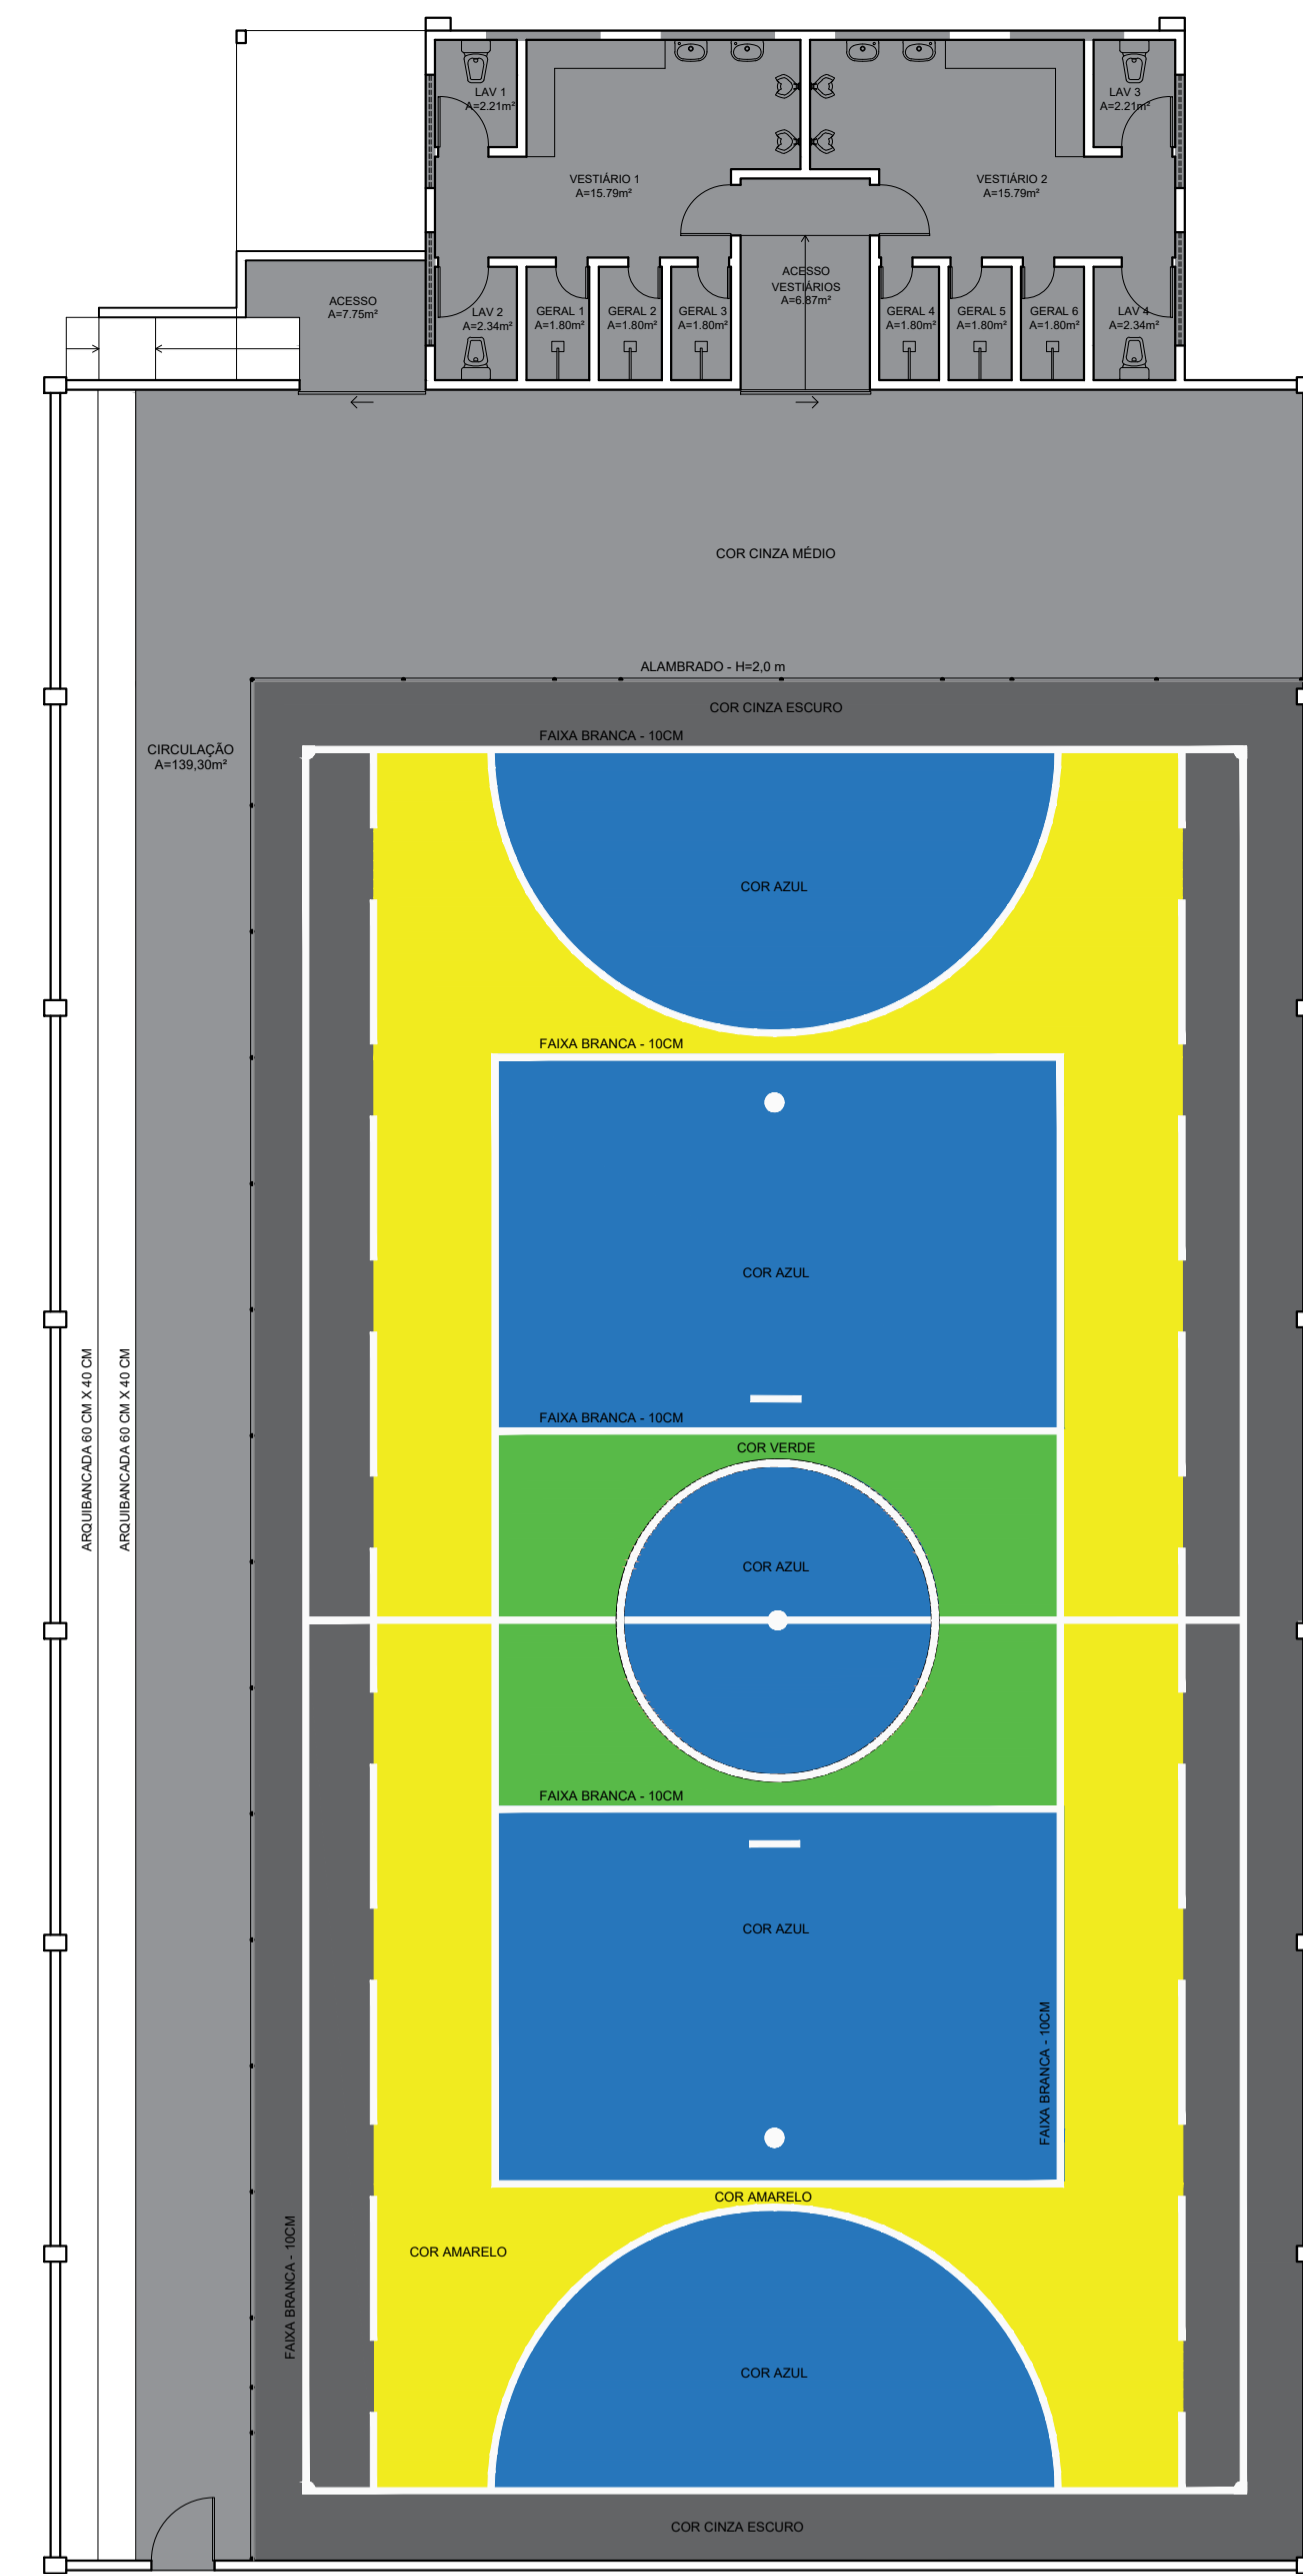 LAV 1
A=2.21m²
LAV 3
A=2.21m²
VESTIÁRIO 1
A=15.79m²
VESTIÁRIO 2
A=15.79m²
ACESSO
A=7.75m²
LAV 2
A=2.34m²
GERAL 1
A=1.80m²
GERAL 2
A=1.80m²
GERAL 3
A=1.80m²
ACESSO
VESTIÁRIOS
A=6.87m²
GERAL 4
A=1.80m²
GERAL 5
A=1.80m²
GERAL 6
A=1.80m²
LAV 4
A=2.34m²
COR CINZA MÉDIO
ALAMBRADO - H=2,0 m
COR CINZA ESCURO
FAIXA BRANCA - 10CM
CIRCULAÇÃO
A=139,30m²
COR AZUL
FAIXA BRANCA - 10CM
COR AZUL
ARQUIBANCADA 60 CM X 40 CM
ARQUIBANCADA 60 CM X 40 CM
FAIXA BRANCA - 10CM
COR VERDE
COR AZUL
FAIXA BRANCA - 10CM
COR AZUL
FAIXA BRANCA - 10CM
COR AMARELO
COR AMARELO
FAIXA BRANCA - 10CM
COR AZUL
COR CINZA ESCURO